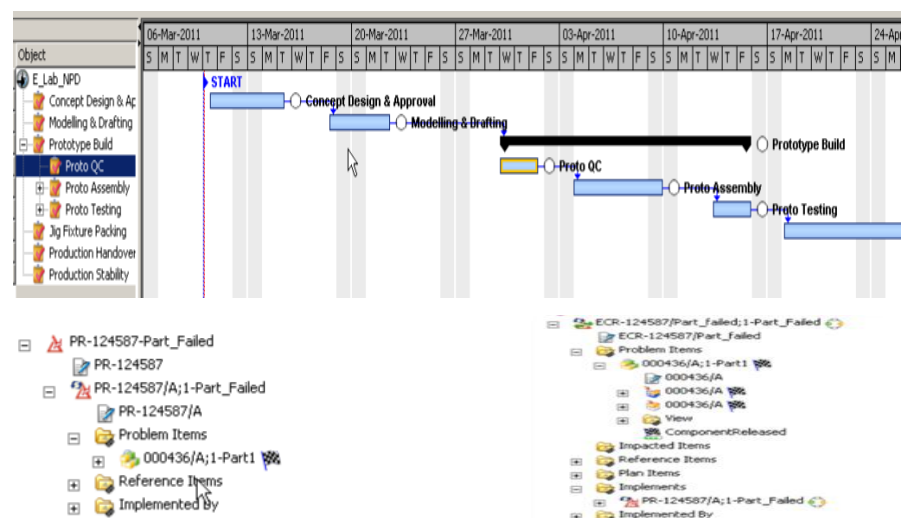 06-Mar-2011 13-Mar-2011 20-Mar-2011 27-Mar-2011 03-Apr-2011 10-Apr-2011 17-Apr-2011 24-Ap
Object S M T W T F S S M T W T F S S M T W T F S S M T W T F S S M T W T F S S M T W T F S S M T W T F S S M
E_Lab_NPD START
Concept Design & Ap Concept Design & Approval
Modelling & Drafting Modelling & Drafting
Prototype Build Prototype Build
Proto QC Proto QC
Proto Assembly Proto Assembly
Proto Testing Proto Testing
Jig Fixture Packing
Production Handover
Production Stability
PR-124587-Part_Failed
PR-124587
PR-124587/A;1-Part_Failed
PR-124587/A
Problem Items
000436/A;1-Part1
Reference Items
Implemented By
ECR-124587/Part_failed;1-Part_Failed
ECR-124587/Part_failed
Problem Items
000436/A;1-Part1
000436/A
000436/A
000436/A
View
ComponentReleased
Impacted Items
Reference Items
Plan Items
Implements
PR-124587/A;1-Part_Failed
Implemented By